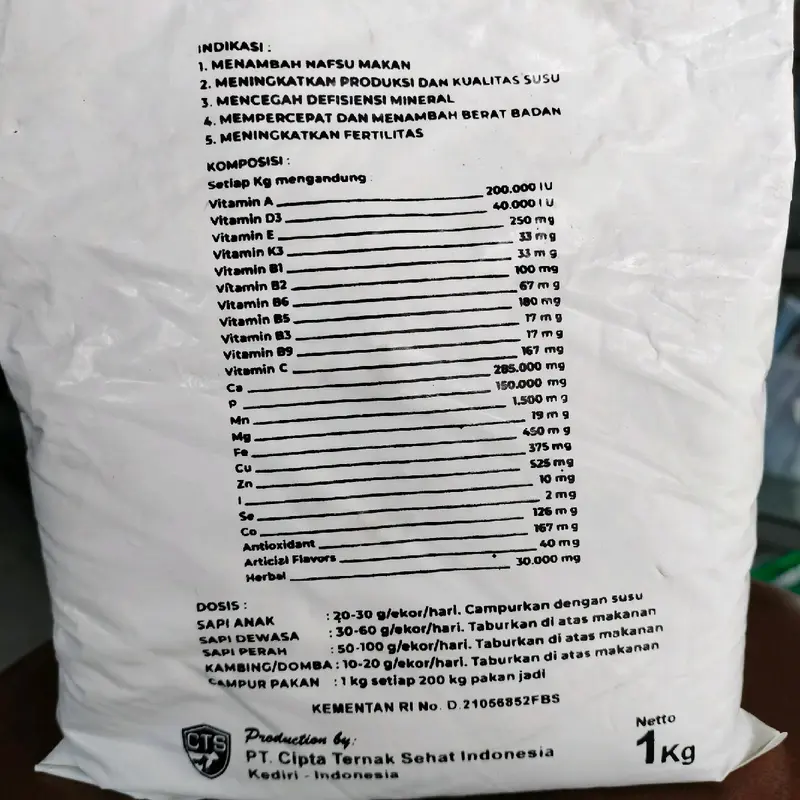 INDIKASI :
1. MENAMBAH NAFSU MAKAN
2. MENINGKATKAN PRODUKSI DAN KUALITAS SUSU
3. MENCEGAH DEFISIENSI MINERAL
4. MEMPERCEPAT DAN MENAMBAH BERAT BADAN
5. MENINGKATKAN FERTILITAS
KOMPOSISI :
Setiap Kg mengandung
Vitamin A 200.000 IU
Vitamin D3 40.000 IU
Vitamin E 250 mg
Vitamin K3 33 mg
Vitamin B1 33 mg
Vitamin B2 100 mg
Vitamin B6 67 mg
Vitamin B5 180 mg
Vitamin B3 17 mg
Vitamin B9 17 mg
Vitamin C 167 mg
Ca 285.000 mg
P 150.000 mg
Mn 1.500 mg
Mg 19 mg
Fe 450 mg
Cu 375 mg
Zn 525 mg
I 10 mg
Se 2 mg
Co 126 mg
Antioxidant 167 mg
Articial Flavors 40 mg
Herbal 30.000 mg
DOSIS :
SAPI ANAK : 20-30 g/ekor/hari. Campurkan dengan susu
SAPI DEWASA : 30-60 g/ekor/hari. Taburkan di atas makanan
SAPI PERAH : 50-100 g/ekor/hari. Taburkan di atas makanan
KAMBING/DOMBA : 10-20 g/ekor/hari. Taburkan di atas makanan
CAMPUR PAKAN : 1 kg setiap 200 kg pakan jadi
KEMENTAN RI No. D.21056852FBS
CTS
Production by:
PT. Cipta Ternak Sehat Indonesia
Kediri - Indonesia
Netto
1Kg